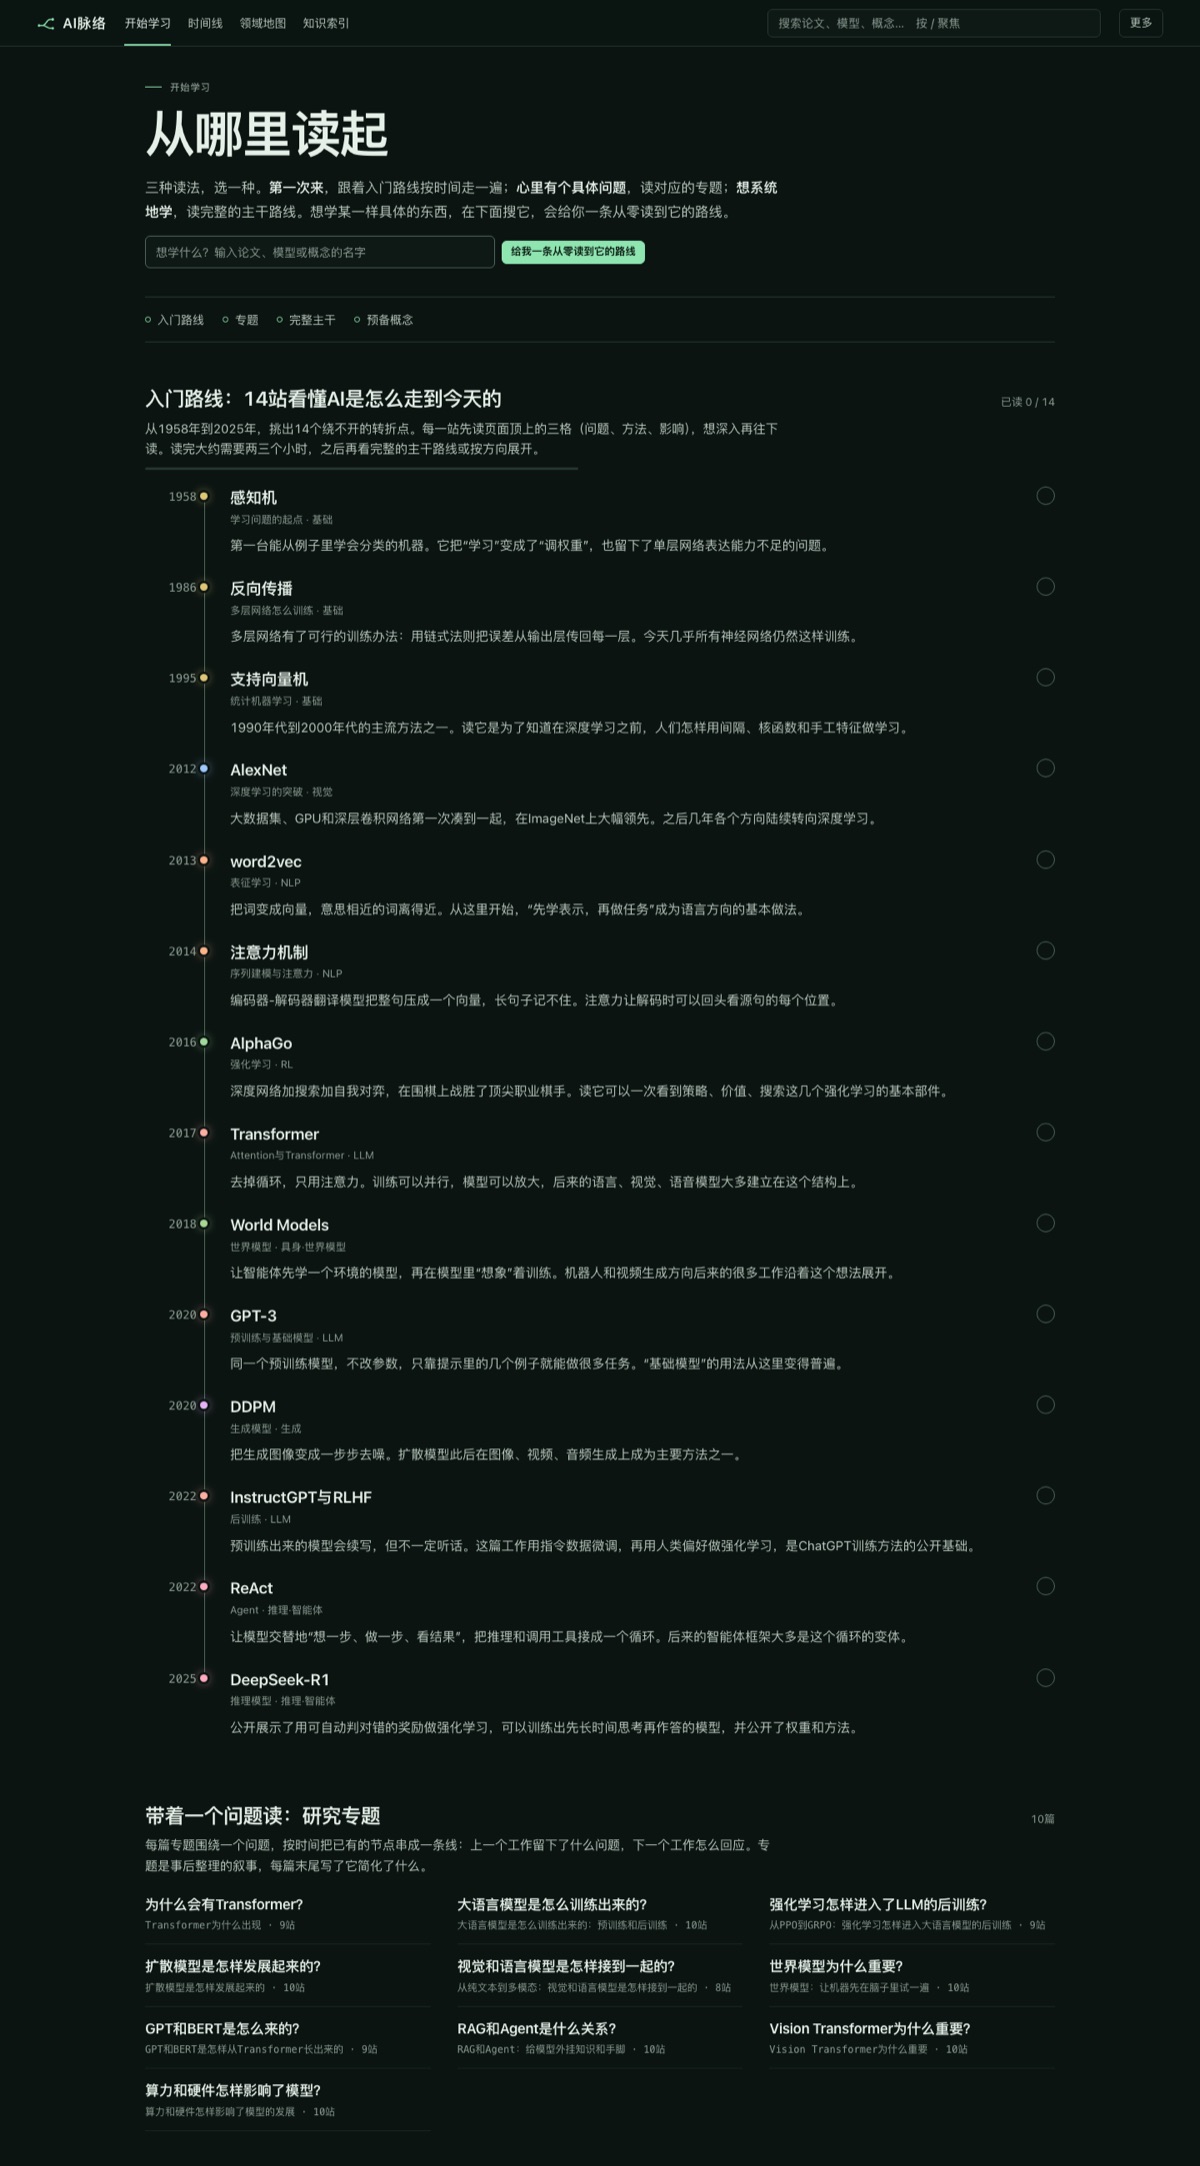 AI脉络 开始学习 时间线 领域地图 知识索引 搜索论文、模型、概念… 按 / 聚焦 更多
开始学习
从哪里读起
三种读法，选一种。第一次来，跟着入门路线按时间走一遍；心里有个具体问题，读对应的专题；想系统
地学，读完整的主干路线。想学某一样具体的东西，在下面搜它，会给你一条从零读到它的路线。
想学什么？输入论文、模型或概念的名字 给我一条从零读到它的路线
入门路线 专题 完整主干 预备概念
入门路线：14站看懂AI是怎么走到今天的 已读 0 / 14
从1958年到2025年，挑出14个绕不开的转折点。每一站先读页面顶上的三格（问题、方法、影响），想深入再往下
读。读完大约需要两三个小时，之后再看完整的主干路线或按方向展开。
1958 感知机
学习问题的起点 · 基础
第一台能从例子里学会分类的机器。它把“学习”变成了“调权重”，也留下了单层网络表达能力不足的问题。
1986 反向传播
多层网络怎么训练 · 基础
多层网络有了可行的训练办法：用链式法则把误差从输出层传回每一层。今天几乎所有神经网络仍然这样训练。
1995 支持向量机
统计机器学习 · 基础
1990年代到2000年代的主流方法之一。读它是为了知道在深度学习之前，人们怎样用间隔、核函数和手工特征做学习。
2012 AlexNet
深度学习的突破 · 视觉
大数据集、GPU和深层卷积网络第一次凑到一起，在ImageNet上大幅领先。之后几年各个方向陆续转向深度学习。
2013 word2vec
表征学习 · NLP
把词变成向量，意思相近的词离得近。从这里开始，“先学表示，再做任务”成为语言方向的基本做法。
2014 注意力机制
序列建模与注意力 · NLP
编码器-解码器翻译模型把整句压成一个向量，长句子记不住。注意力让解码时可以回头看源句的每个位置。
2016 AlphaGo
强化学习 · RL
深度网络加搜索加自我对弈，在围棋上战胜了顶尖职业棋手。读它可以一次看到策略、价值、搜索这几个强化学习的基本部件。
2017 Transformer
Attention与Transformer · LLM
去掉循环，只用注意力。训练可以并行，模型可以放大，后来的语言、视觉、语音模型大多建立在这个结构上。
2018 World Models
世界模型 · 具身·世界模型
让智能体先学一个环境的模型，再在模型里“想象”着训练。机器人和视频生成方向后来的很多工作沿着这个想法展开。
2020 GPT-3
预训练与基础模型 · LLM
同一个预训练模型，不改参数，只靠提示里的几个例子就能做很多任务。“基础模型”的用法从这里变得普遍。
2020 DDPM
生成模型 · 生成
把生成图像变成一步步去噪。扩散模型此后在图像、视频、音频生成上成为主要方法之一。
2022 InstructGPT与RLHF
后训练 · LLM
预训练出来的模型会续写，但不一定听话。这篇工作用指令数据微调，再用人类偏好做强化学习，是ChatGPT训练方法的公开基础。
2022 ReAct
Agent · 推理·智能体
让模型交替地“想一步、做一步、看结果”，把推理和调用工具接成一个循环。后来的智能体框架大多是这个循环的变体。
2025 DeepSeek-R1
推理模型 · 推理·智能体
公开展示了用可自动判对错的奖励做强化学习，可以训练出先长时间思考再作答的模型，并公开了权重和方法。
带着一个问题读：研究专题 10篇
每篇专题围绕一个问题，按时间把已有的节点串成一条线：上一个工作留下了什么问题，下一个工作怎么回应。专
题是事后整理的叙事，每篇末尾写了它简化了什么。
为什么会有Transformer? 大语言模型是怎么训练出来的? 强化学习怎样进入了LLM的后训练?
Transformer为什么出现 · 9站 大语言模型是怎么训练出来的：预训练和后训练 · 10站 从PPO到GRPO：强化学习怎样进入大语言模型的后训练 · 9站
扩散模型是怎样发展起来的? 视觉和语言模型是怎样接到一起的? 世界模型为什么重要?
扩散模型是怎样发展起来的 · 10站 从纯文本到多模态：视觉和语言模型是怎样接到一起的 · 8站 世界模型：让机器先在脑子里试一遍 · 10站
GPT和BERT是怎么来的? RAG和Agent是什么关系? Vision Transformer为什么重要?
GPT和BERT是怎样从Transformer长出来的 · 9站 RAG和Agent：给模型外挂知识和手脚 · 10站 Vision Transformer为什么重要 · 10站
算力和硬件怎样影响了模型?
算力和硬件怎样影响了模型的发展 · 10站